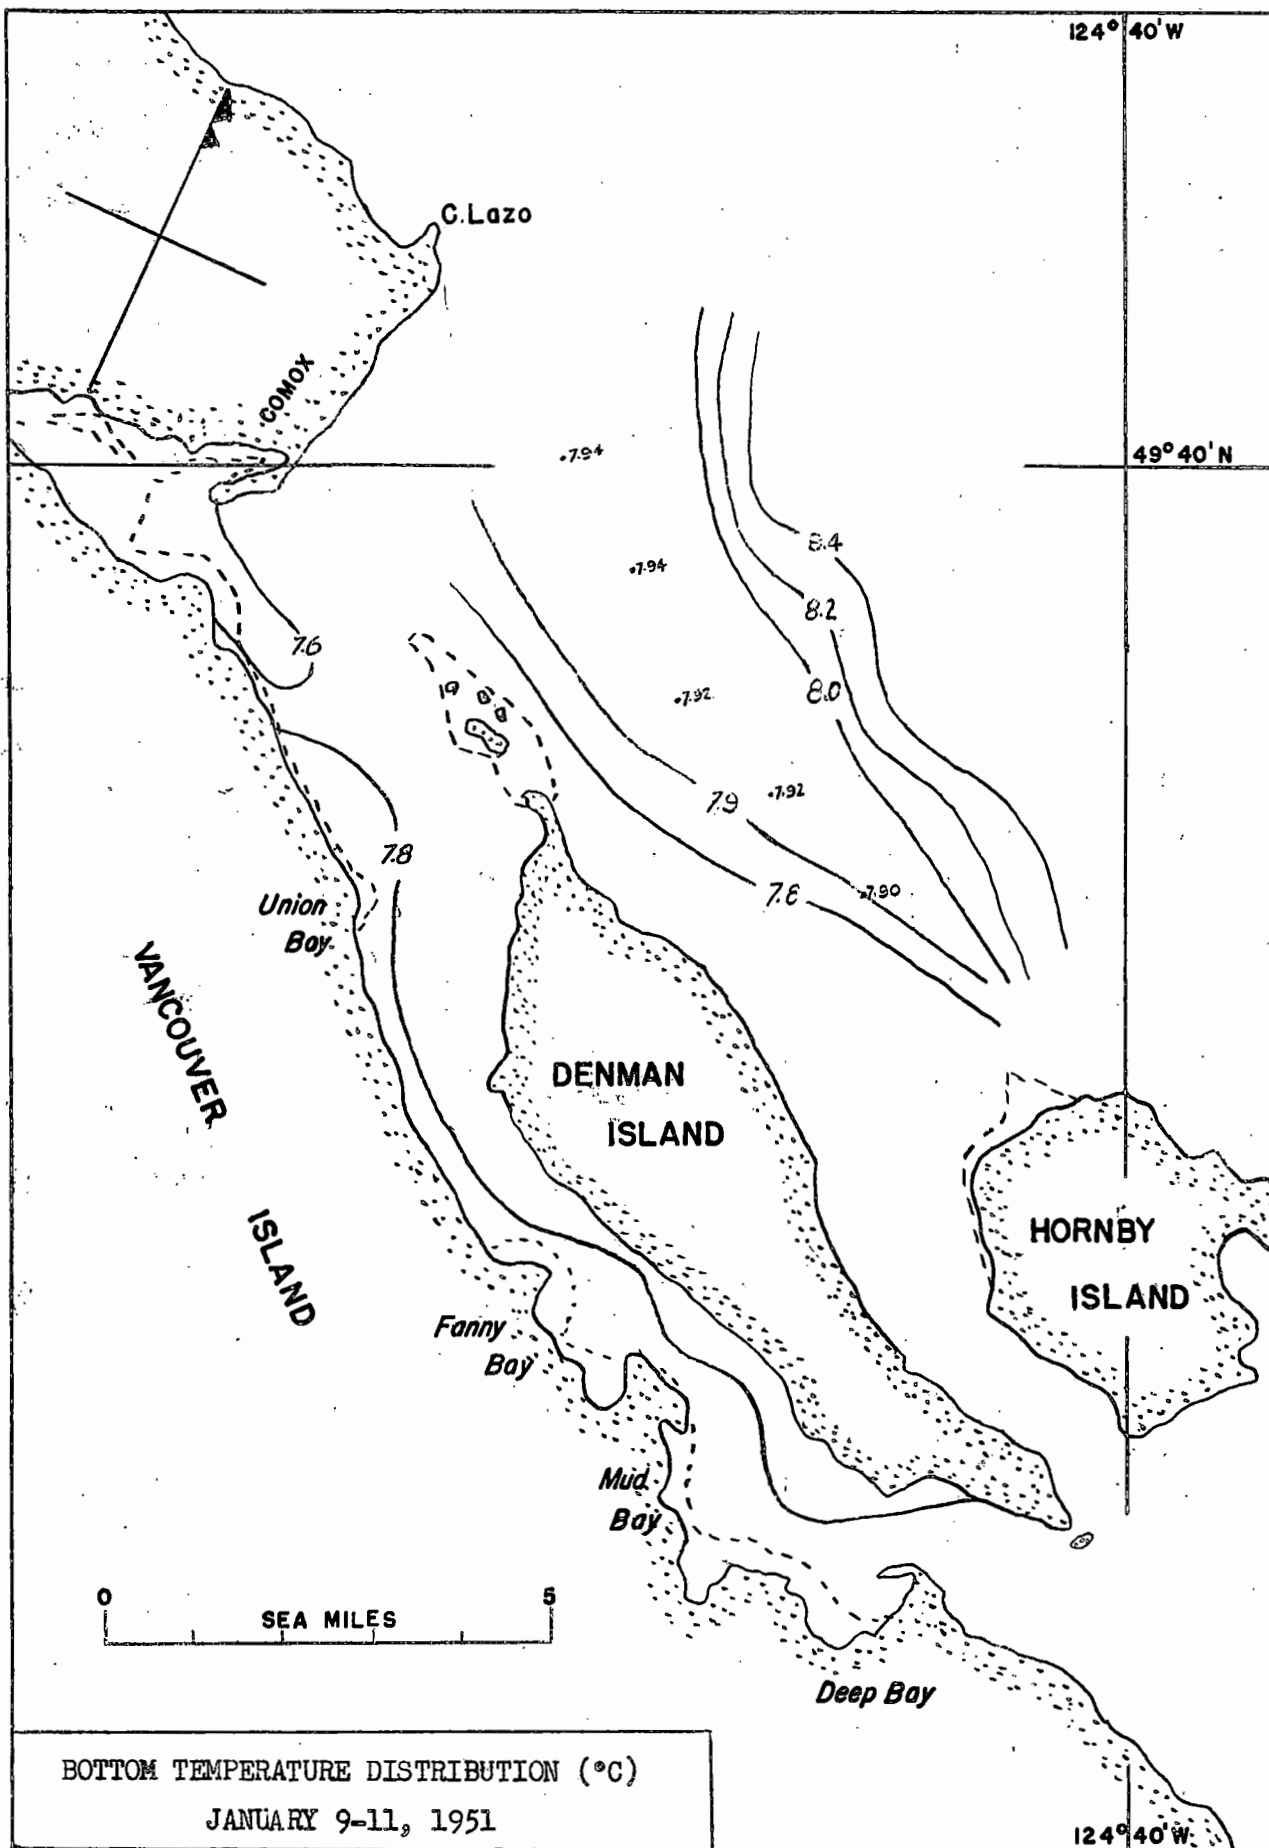 124° 40' W
C. Lazo
COMOX
.7.94
49° 40' N
8.4
.7.94
8.2
7.6
8.0
.7.92
7.9
.7.92
7.8
7.8
.7.90
Union
Bay
VANCOUVER
ISLAND
DENMAN
ISLAND
HORNBY
ISLAND
Fanny
Bay
Mud
Bay
0
5
SEA MILES
Deep Bay
BOTTOM TEMPERATURE DISTRIBUTION (°C)
JANUARY 9-11, 1951
124° 40' W